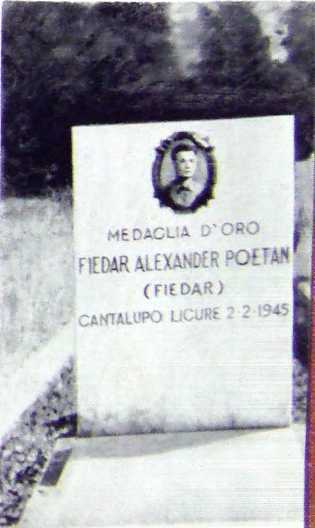 MEDAGLIA D'ORO
FIEDAR ALEXANDER POETAN
(FIEDAR)
CANTALUPO LIGURE 2-2-1945